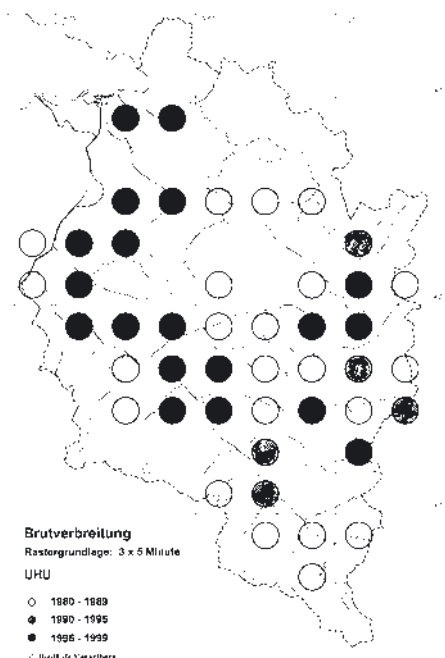 Brutverbreitung
Rastergrundlage: 3 x 5 Minute
UHU
1980 - 1989
1990 - 1995
1996 - 1999